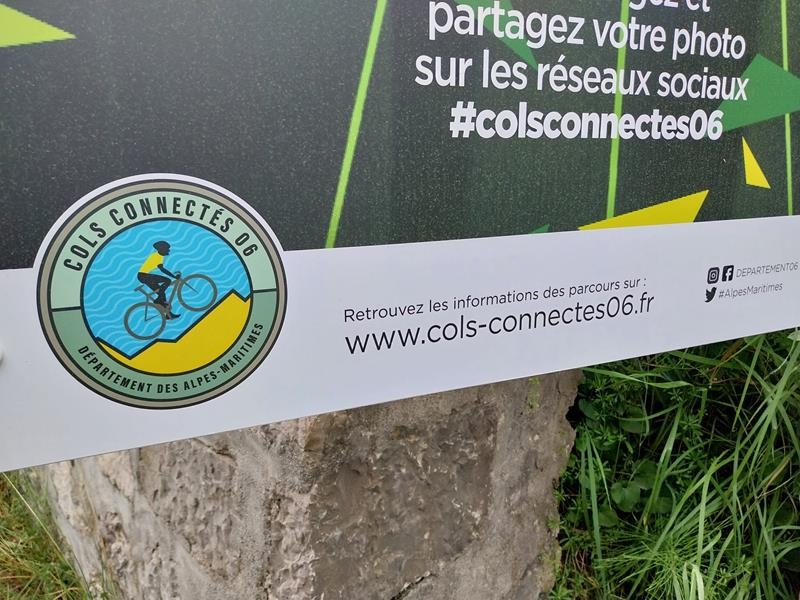 et
partagez votre photo
sur les réseaux sociaux
#colsconnectes06
COLS CONNECTÉS 06
DÉPARTEMENT DES ALPES-MARITIMES
Retrouvez les informations des parcours sur :
www.cols-connectes06.fr
DEPARTEMENT06
#AlpesMaritimes